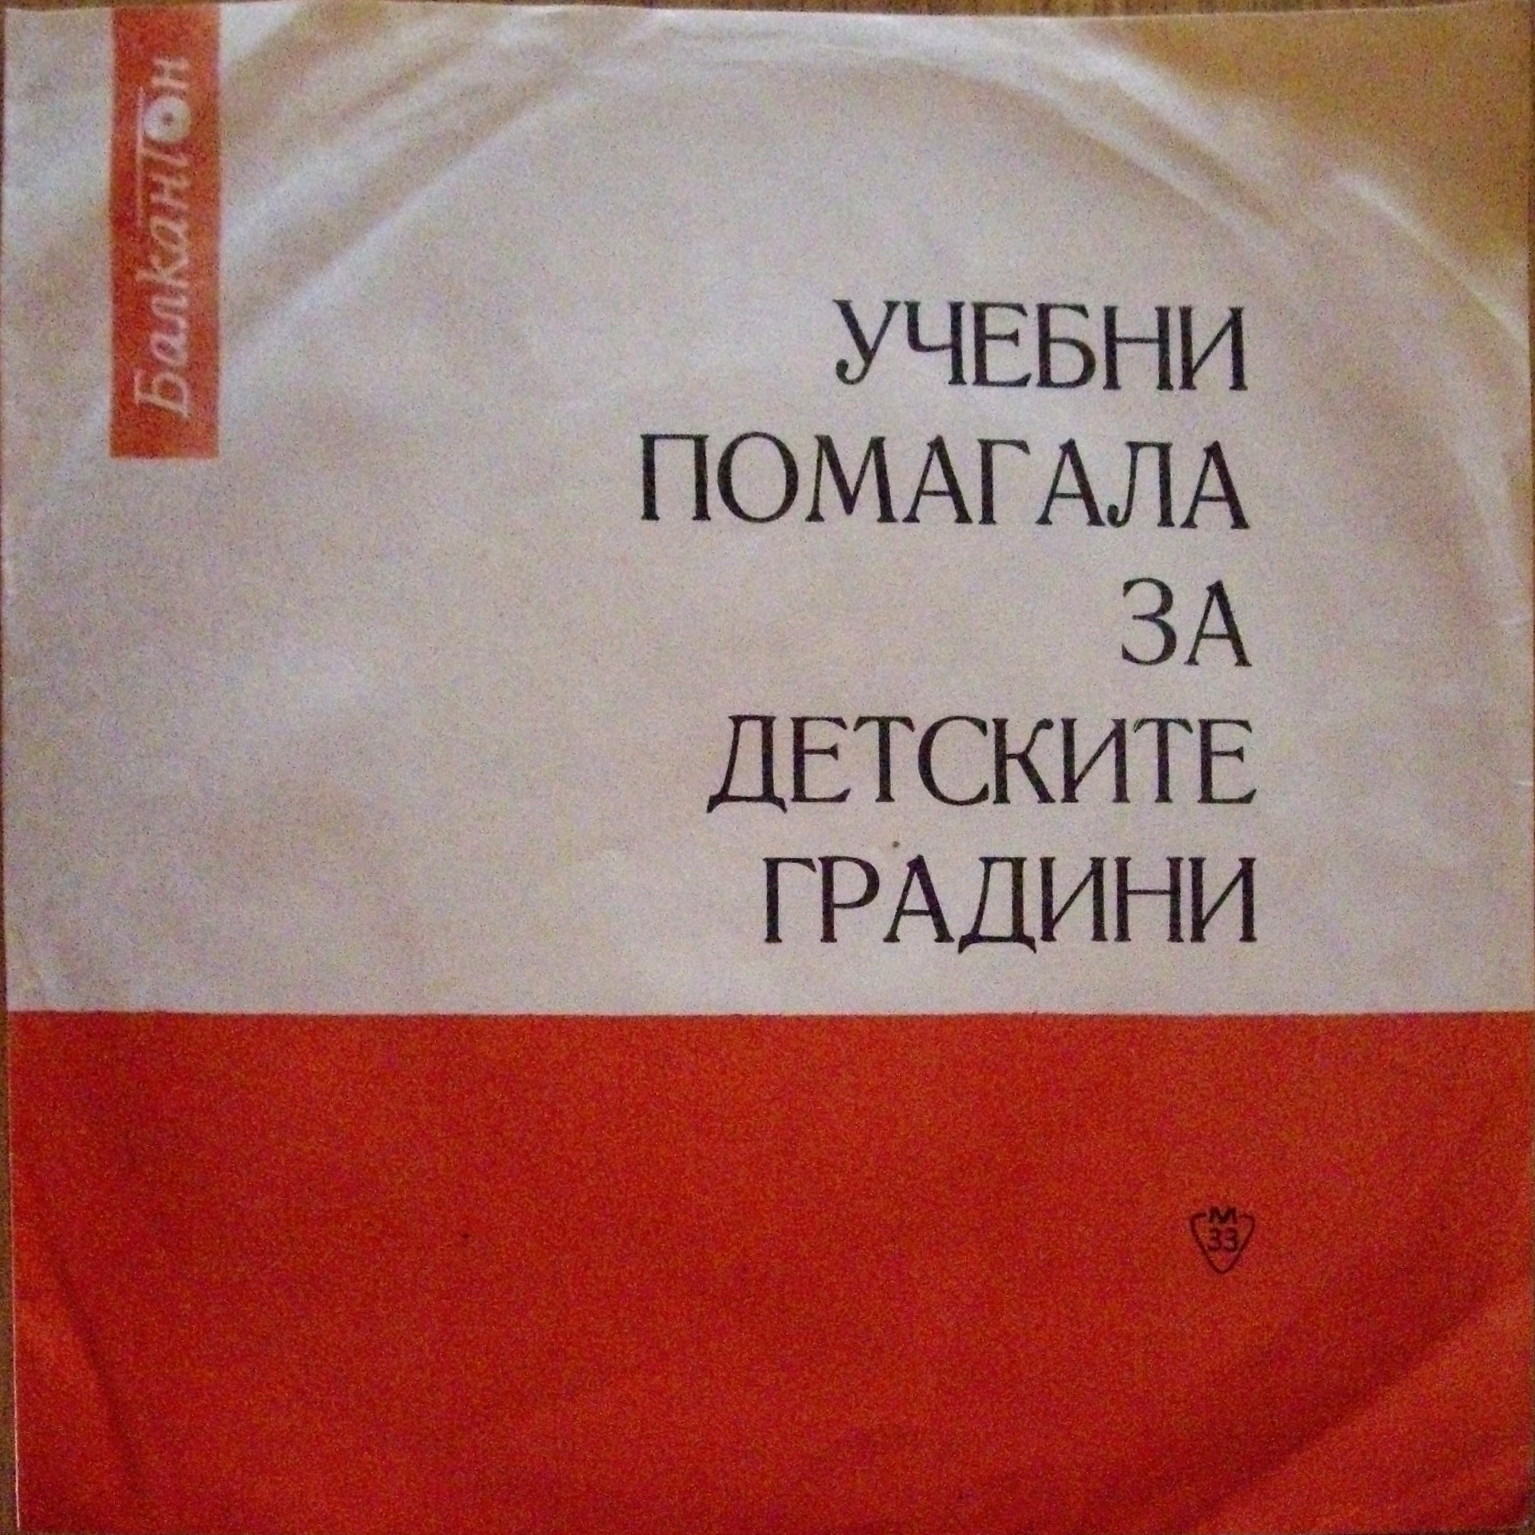 Балкантон
УЧЕБНИ
ПОМАГАЛА
ЗА
ДЕТСКИТЕ
ГРАДИНИ
М
33